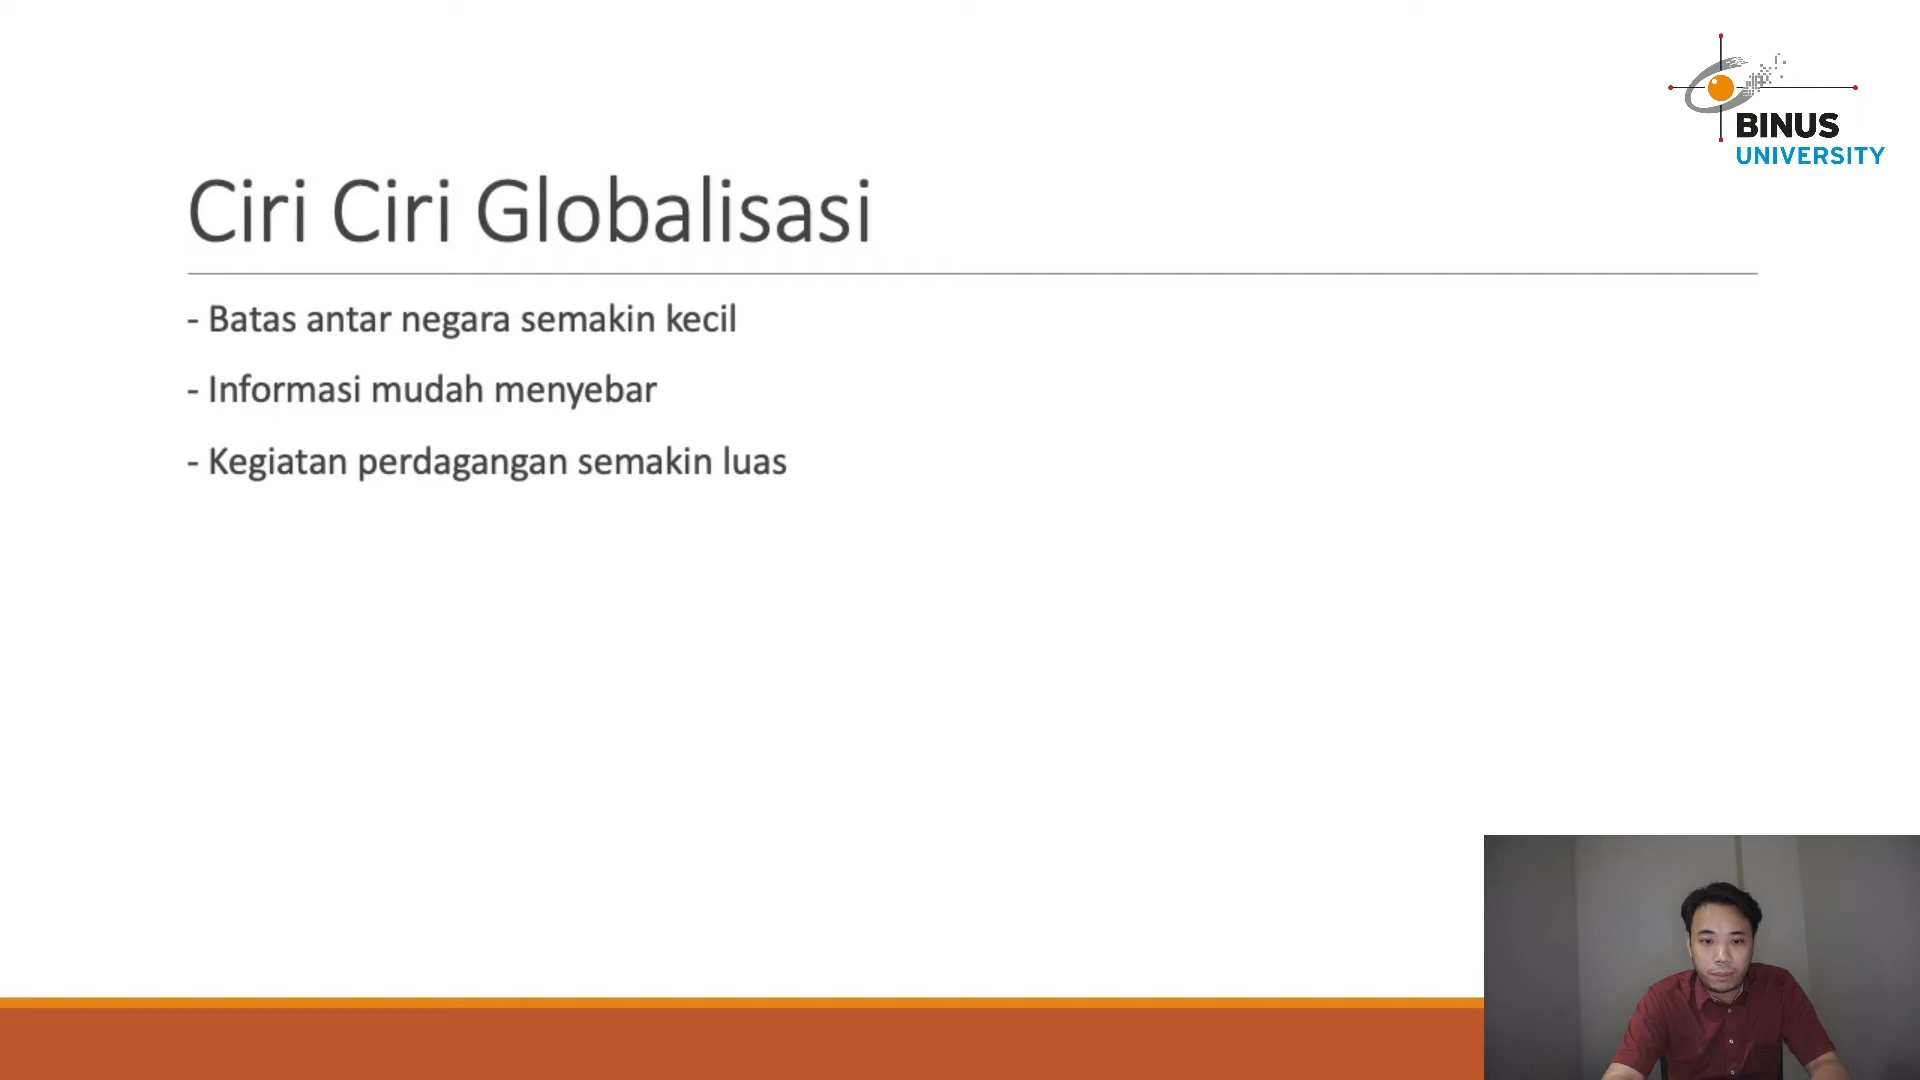 BINUS
UNIVERSITY
Ciri Ciri Globalisasi
- Batas antar negara semakin kecil
- Informasi mudah menyebar
- Kegiatan perdagangan semakin luas